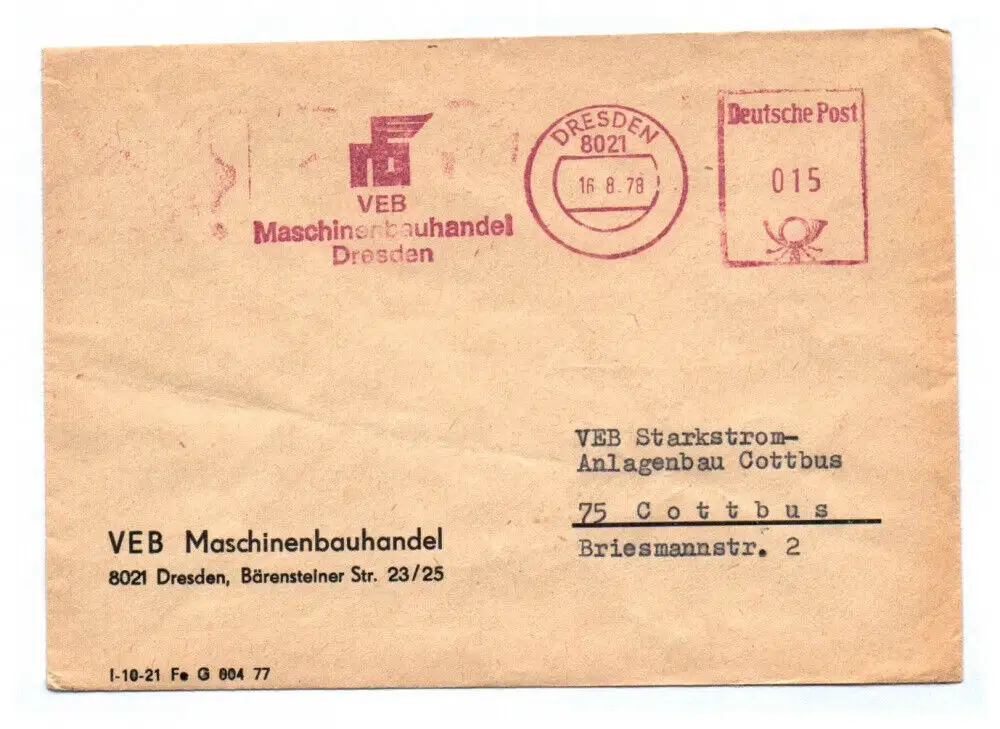 VEB
Maschinenbauhandel
Dresden
DRESDEN
8021
16.8.78
Deutsche Post
015
VEB Starkstrom-
Anlagenbau Cottbus
75 Cottbus
Briesmannstr. 2
VEB Maschinenbauhandel
8021 Dresden, Bärensteiner Str. 23/25
I-10-21 Fe G 004 77